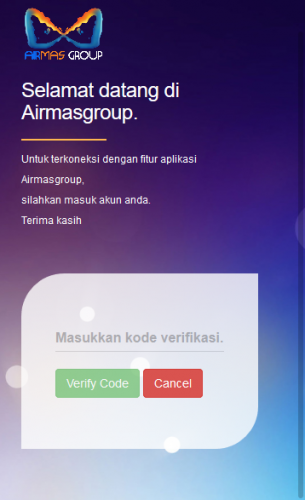 AIRMAS GROUP
Selamat datang di
Airmasgroup.
Untuk terkoneksi dengan fitur aplikasi
Airmasgroup,
silahkan masuk akun anda.
Terima kasih
Masukkan kode verifikasi.
Verify Code Cancel